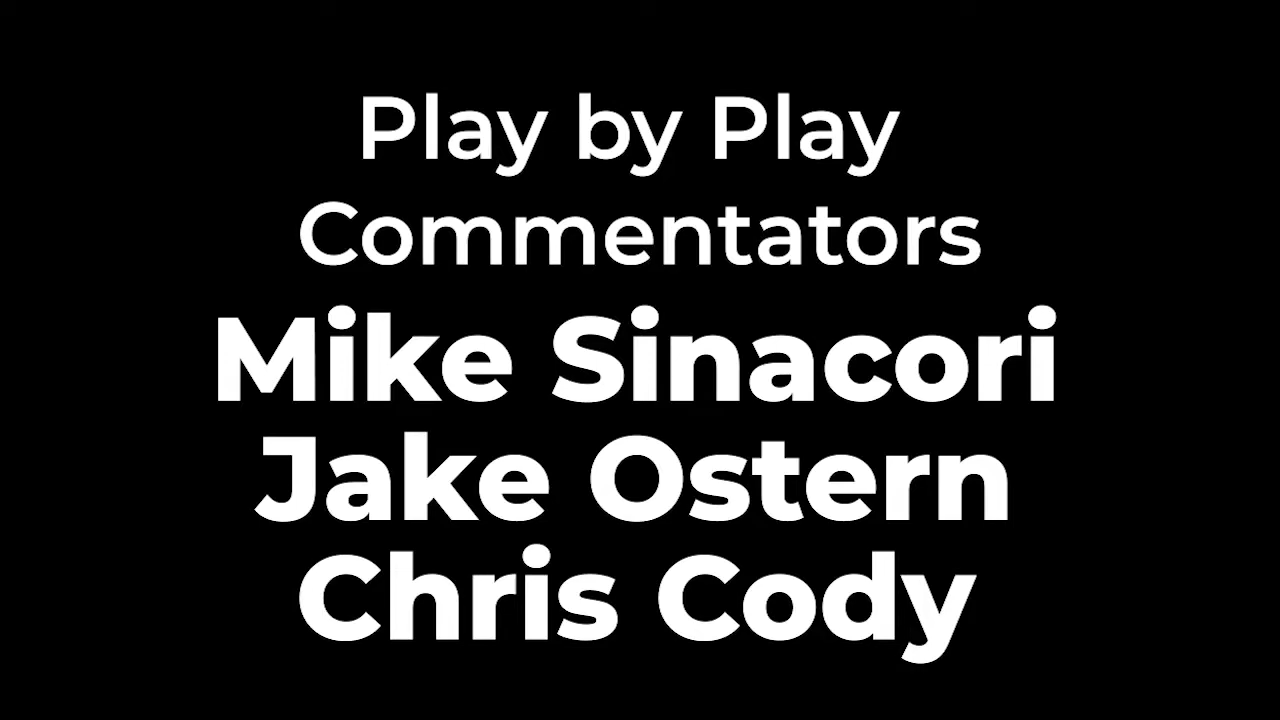 Play by Play
Commentators
Mike Sinacori
Jake Ostern
Chris Cody